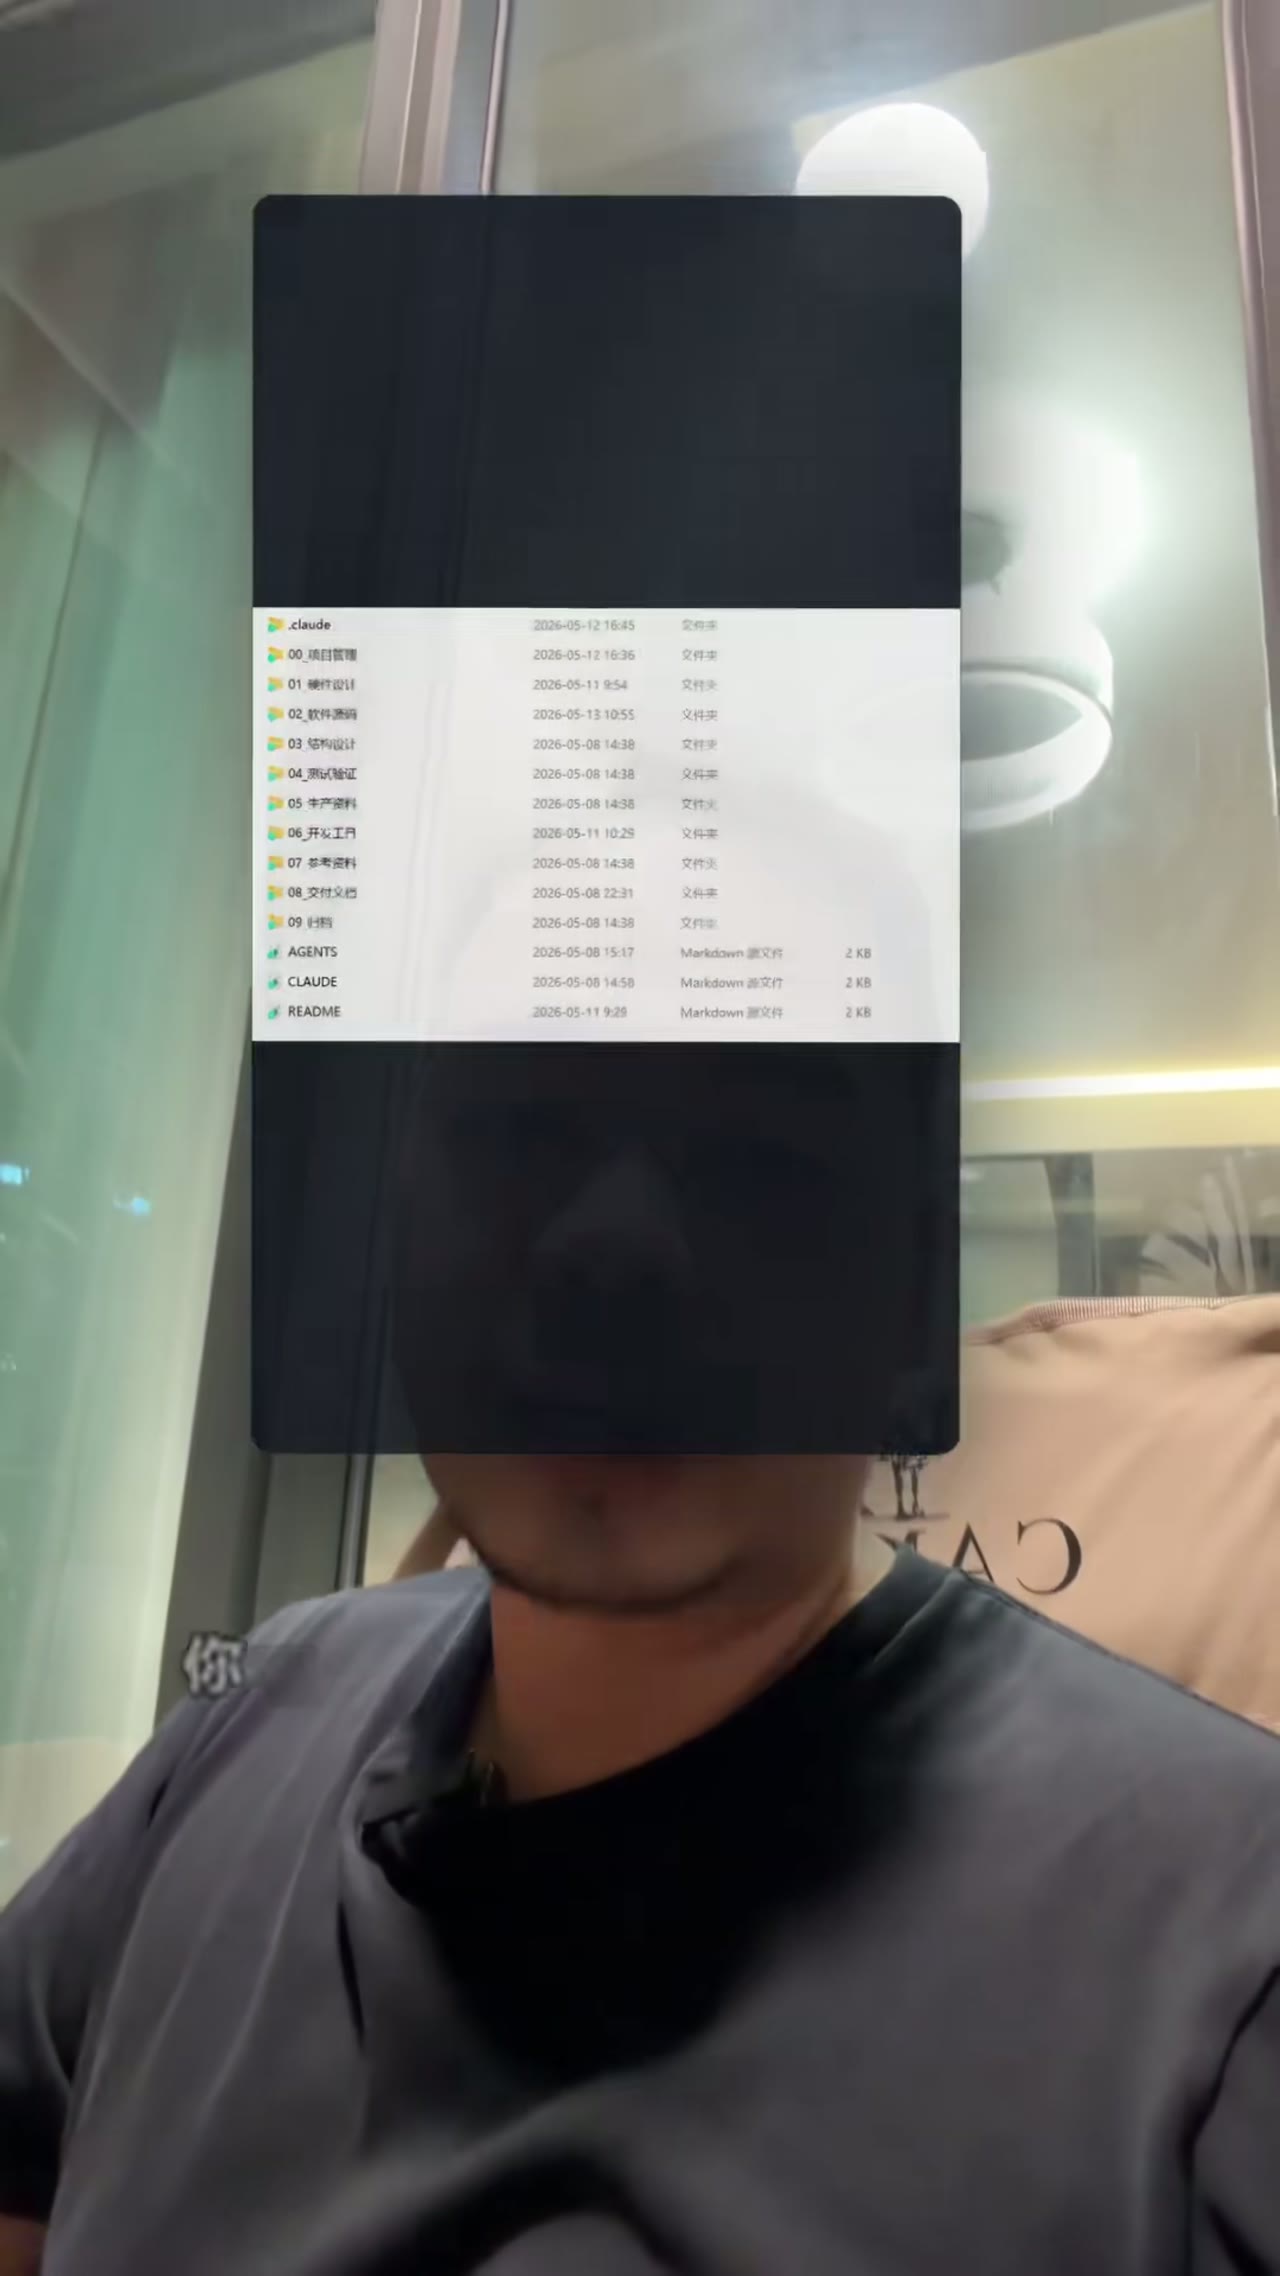 .claude 2026-05-12 16:45 文件夹
00_项目管理 2026-05-12 16:36 文件夹
01_硬件设计 2026-05-11 9:54 文件夹
02_软件源码 2026-05-13 10:55 文件夹
03_结构设计 2026-05-08 14:38 文件夹
04_测试验证 2026-05-08 14:38 文件夹
05_生产资料 2026-05-08 14:38 文件夹
06_开发工具 2026-05-11 10:29 文件夹
07_参考资料 2026-05-08 14:38 文件夹
08_交付文档 2026-05-08 22:31 文件夹
09_归档 2026-05-08 14:38 文件夹
AGENTS 2026-05-08 15:17 Markdown 源文件 2 KB
CLAUDE 2026-05-08 14:58 Markdown 源文件 2 KB
README 2026-05-11 9:29 Markdown 源文件 2 KB
你